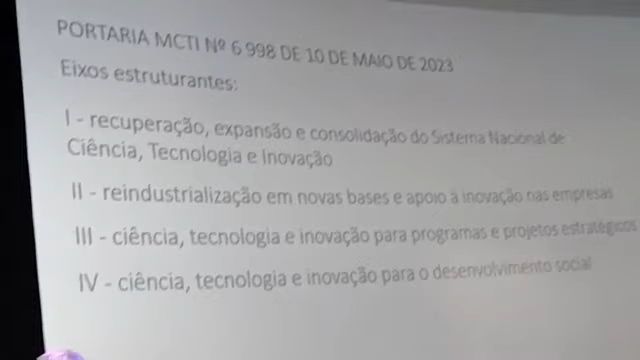 PORTARIA MCTI Nº 6 998 DE 10 DE MAIO DE 2023
Eixos estruturantes:
I - recuperação, expansão e consolidação do Sistema Nacional de
Ciência, Tecnologia e Inovação
II - reindustrialização em novas bases e apoio à inovação nas empresas
III - ciência, tecnologia e inovação para programas e projetos estratégicos
IV - ciência, tecnologia e inovação para o desenvolvimento social